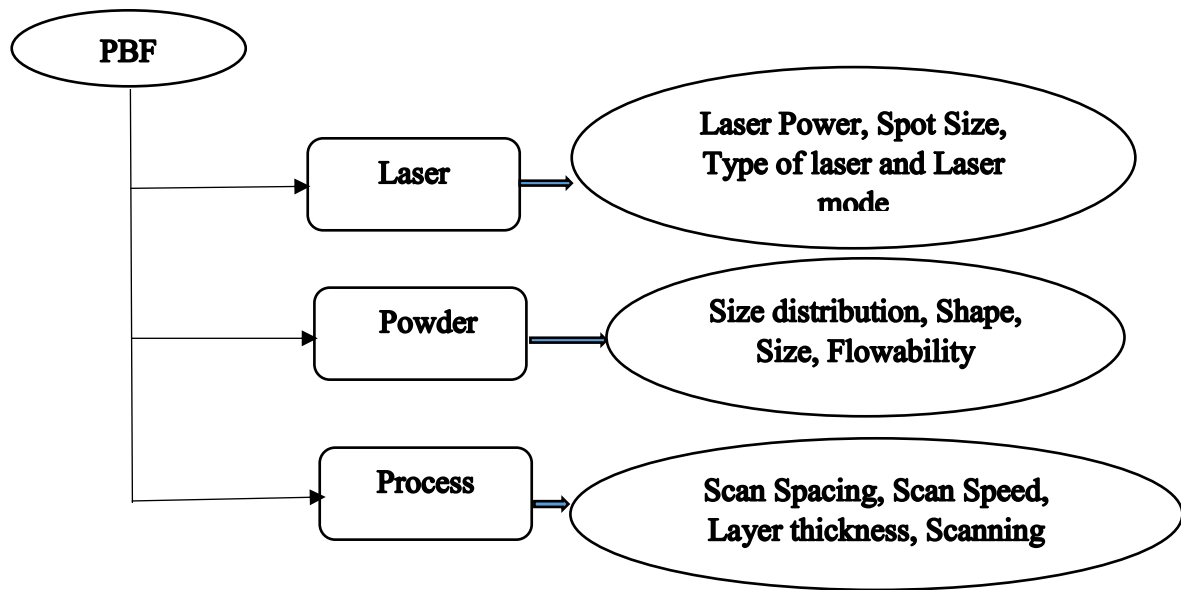 PBF
Laser
Laser Power, Spot Size,
Type of laser and Laser
mode
Powder
Size distribution, Shape,
Size, Flowability
Process
Scan Spacing, Scan Speed,
Layer thickness, Scanning